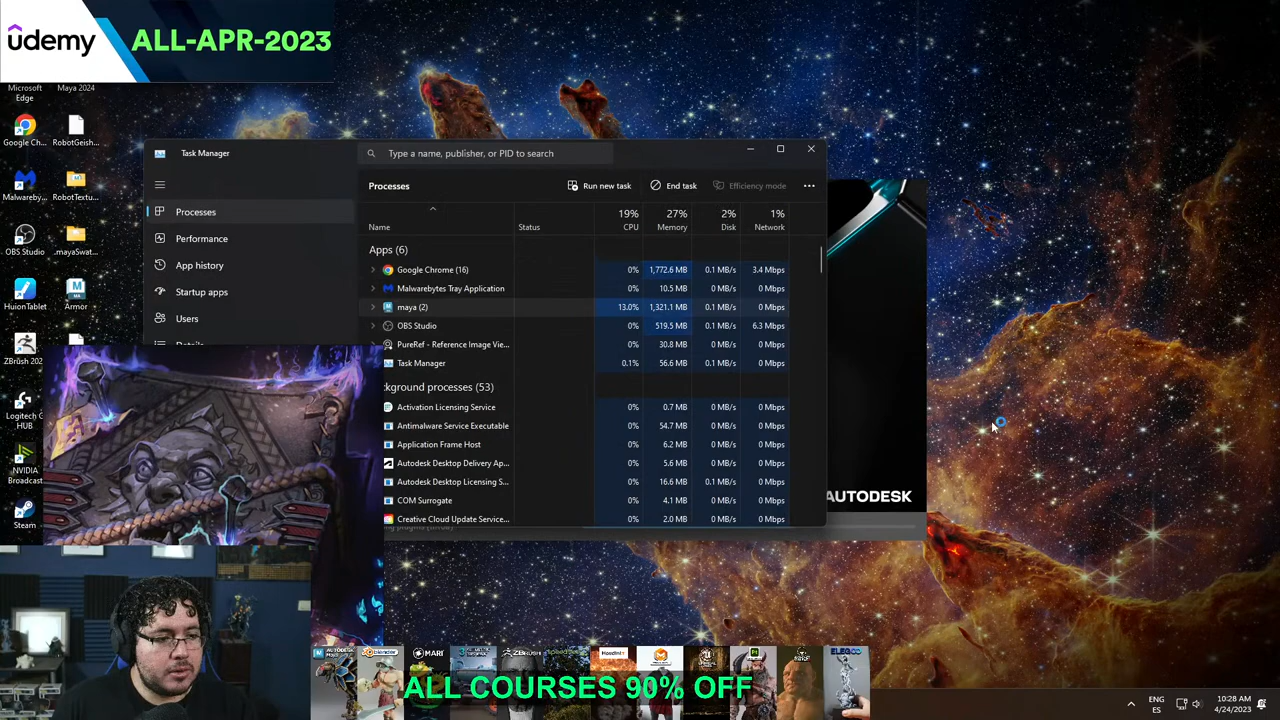 udemy
ALL-APR-2023
Microsoft
Edge
Maya 2024
Google Ch...
RobotGeish...
Malwareby...
RobotTextu...
OBS Studio
.mayaSwat...
HuionTablet
Armor
ZBrush 202
Logitech G
HUB
NVIDIA
Broadcast
Steam
Task Manager
Type a name, publisher, or PID to search
Processes
Performance
App history
Startup apps
Users
Details
Processes
Run new task
End task
Efficiency mode
19% 27% 2% 1%
Name Status CPU Memory Disk Network
Apps (6)
Google Chrome (16) 0% 1,772.6 MB 0.1 MB/s 3.4 Mbps
Malwarebytes Tray Application 0% 10.5 MB 0.1 MB/s 0 Mbps
maya (2) 13.0% 1,321.1 MB 0.1 MB/s 0 Mbps
OBS Studio 0% 519.5 MB 0.1 MB/s 6.3 Mbps
PureRef - Reference Image Vie... 0% 30.8 MB 0 MB/s 0 Mbps
Task Manager 0.1% 56.6 MB 0.1 MB/s 0 Mbps
ckground processes (53)
Activation Licensing Service 0% 0.7 MB 0 MB/s 0 Mbps
Antimalware Service Executable 0% 54.7 MB 0 MB/s 0 Mbps
Application Frame Host 0% 6.2 MB 0 MB/s 0 Mbps
Autodesk Desktop Delivery Ap... 0% 5.6 MB 0 MB/s 0 Mbps
Autodesk Desktop Licensing S... 0% 16.6 MB 0.1 MB/s 0 Mbps
COM Surrogate 0% 4.1 MB 0 MB/s 0 Mbps
Creative Cloud Update Service... 0% 2.0 MB 0 MB/s 0 Mbps
AUTODESK
blender
MARI
ZBRUSH
Houdini
ELEGOO
ALL COURSES 90% OFF
ENG
ES
10:28 AM
4/24/2023